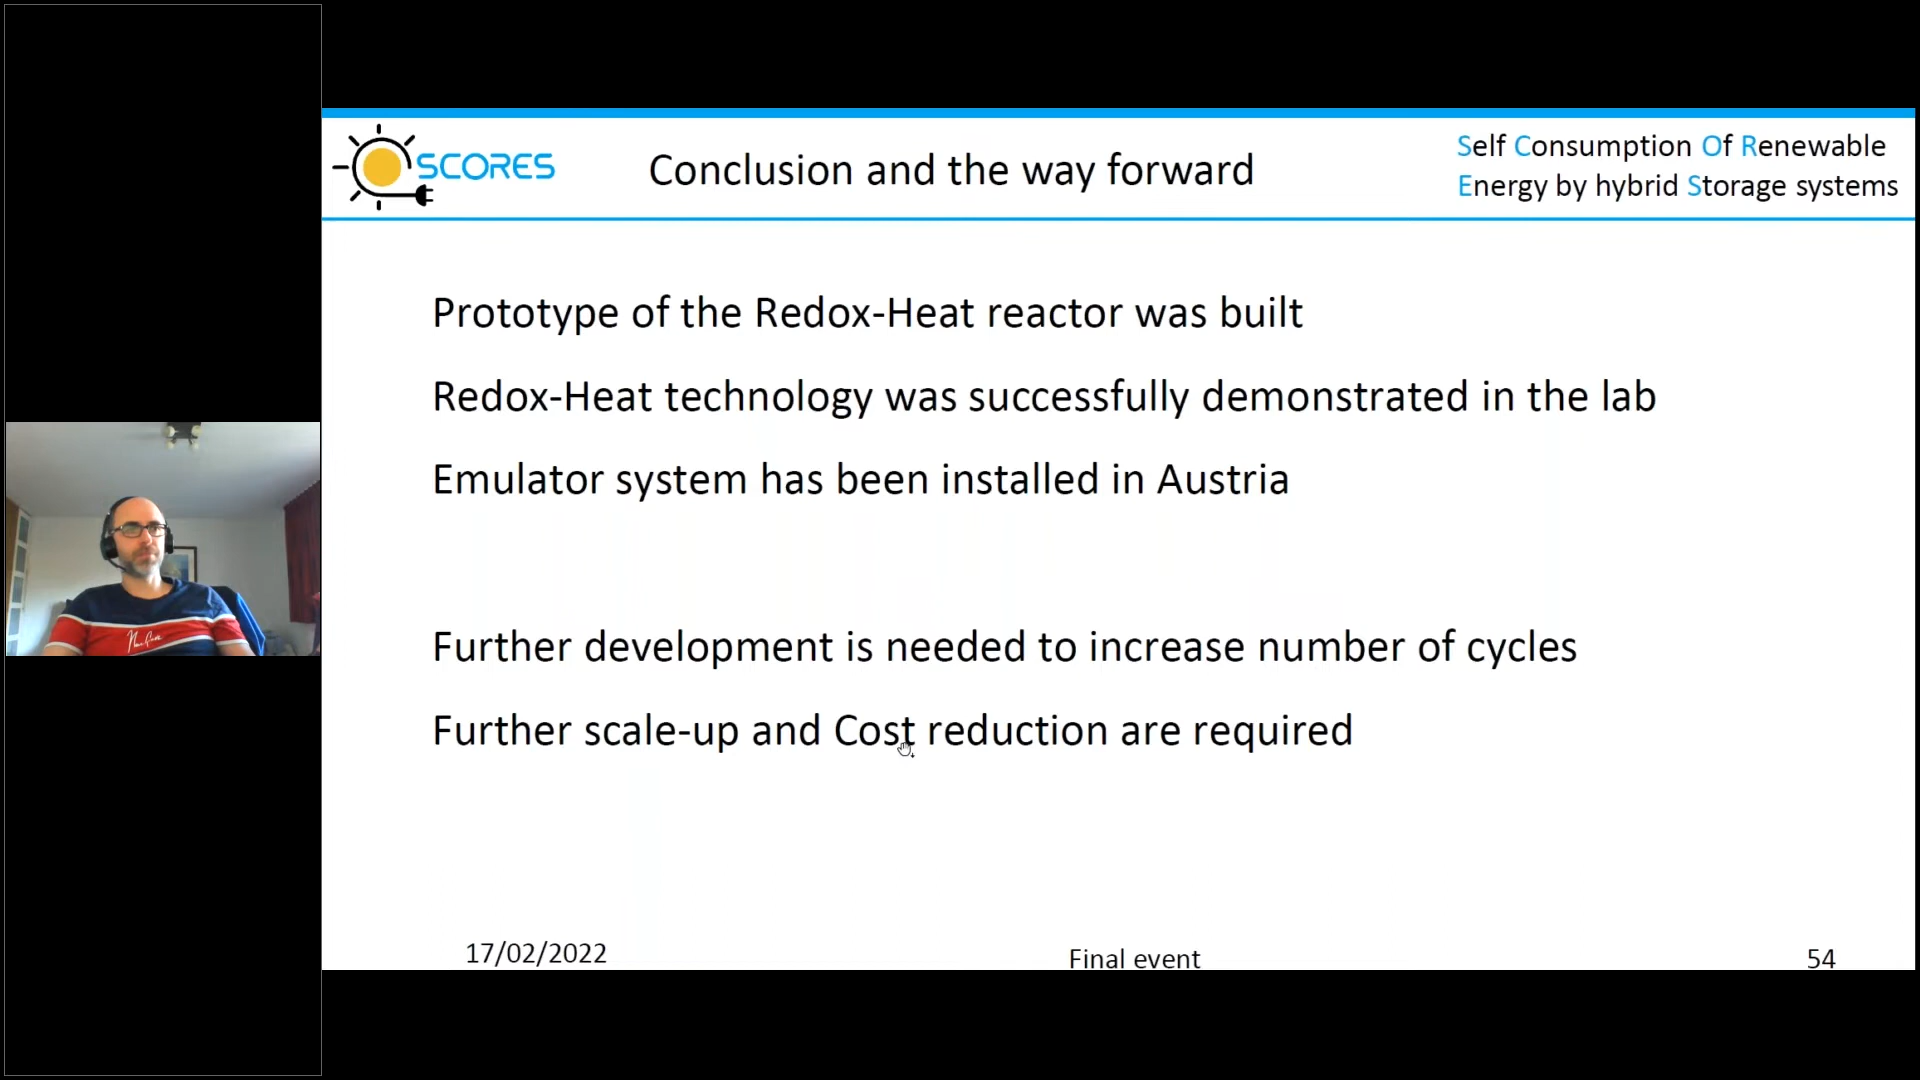 SCORES
Conclusion and the way forward
Self Consumption Of Renewable
Energy by hybrid Storage systems
Prototype of the Redox-Heat reactor was built
Redox-Heat technology was successfully demonstrated in the lab
Emulator system has been installed in Austria
Further development is needed to increase number of cycles
Further scale-up and Cost reduction are required
17/02/2022
Final event
54